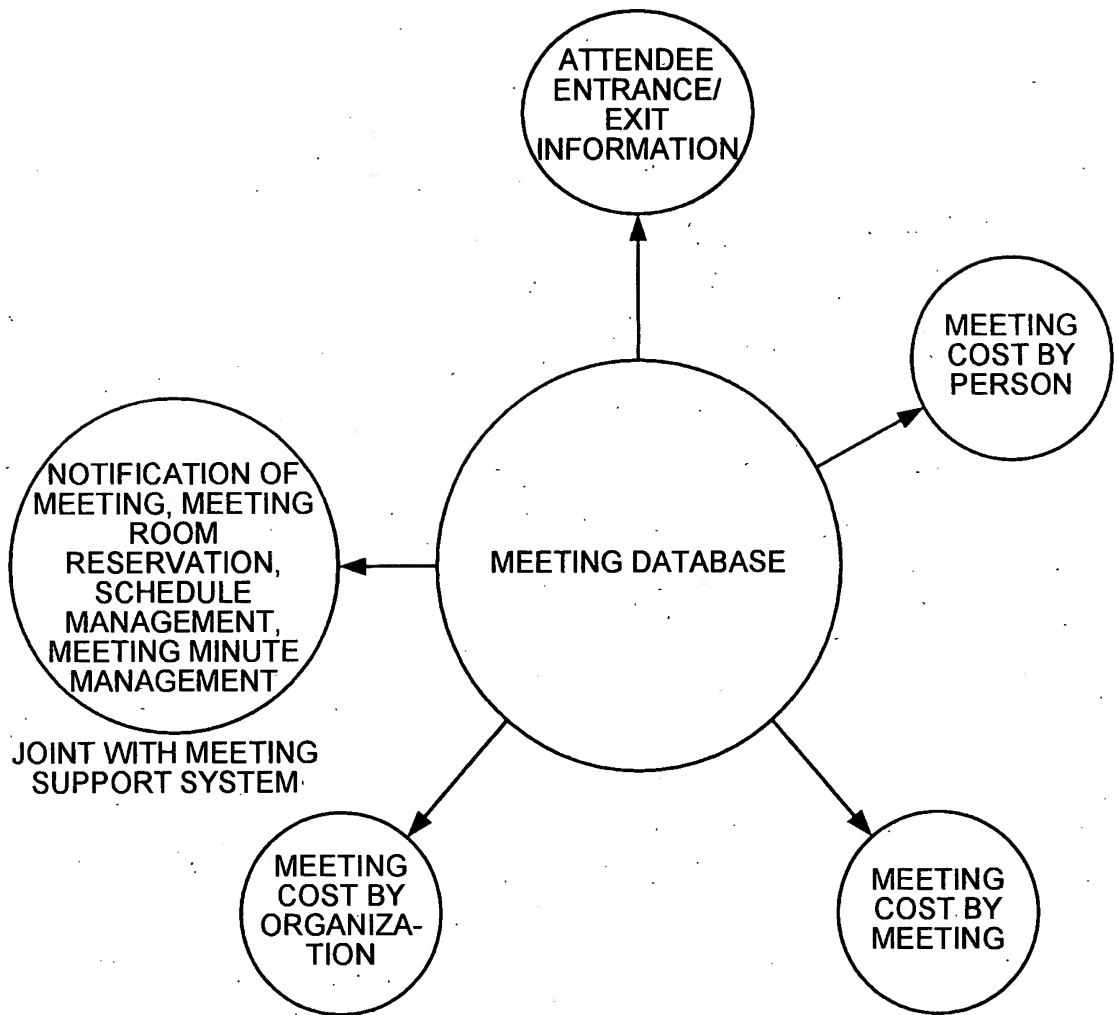 ATTENDEE
ENTRANCE/
EXIT
INFORMATION
MEETING
COST BY
PERSON
NOTIFICATION OF
MEETING, MEETING
ROOM
RESERVATION,
SCHEDULE
MANAGEMENT,
MEETING MINUTE
MANAGEMENT
MEETING DATABASE
JOINT WITH MEETING
SUPPORT SYSTEM
MEETING
COST BY
ORGANIZA-
TION
MEETING
COST BY
MEETING